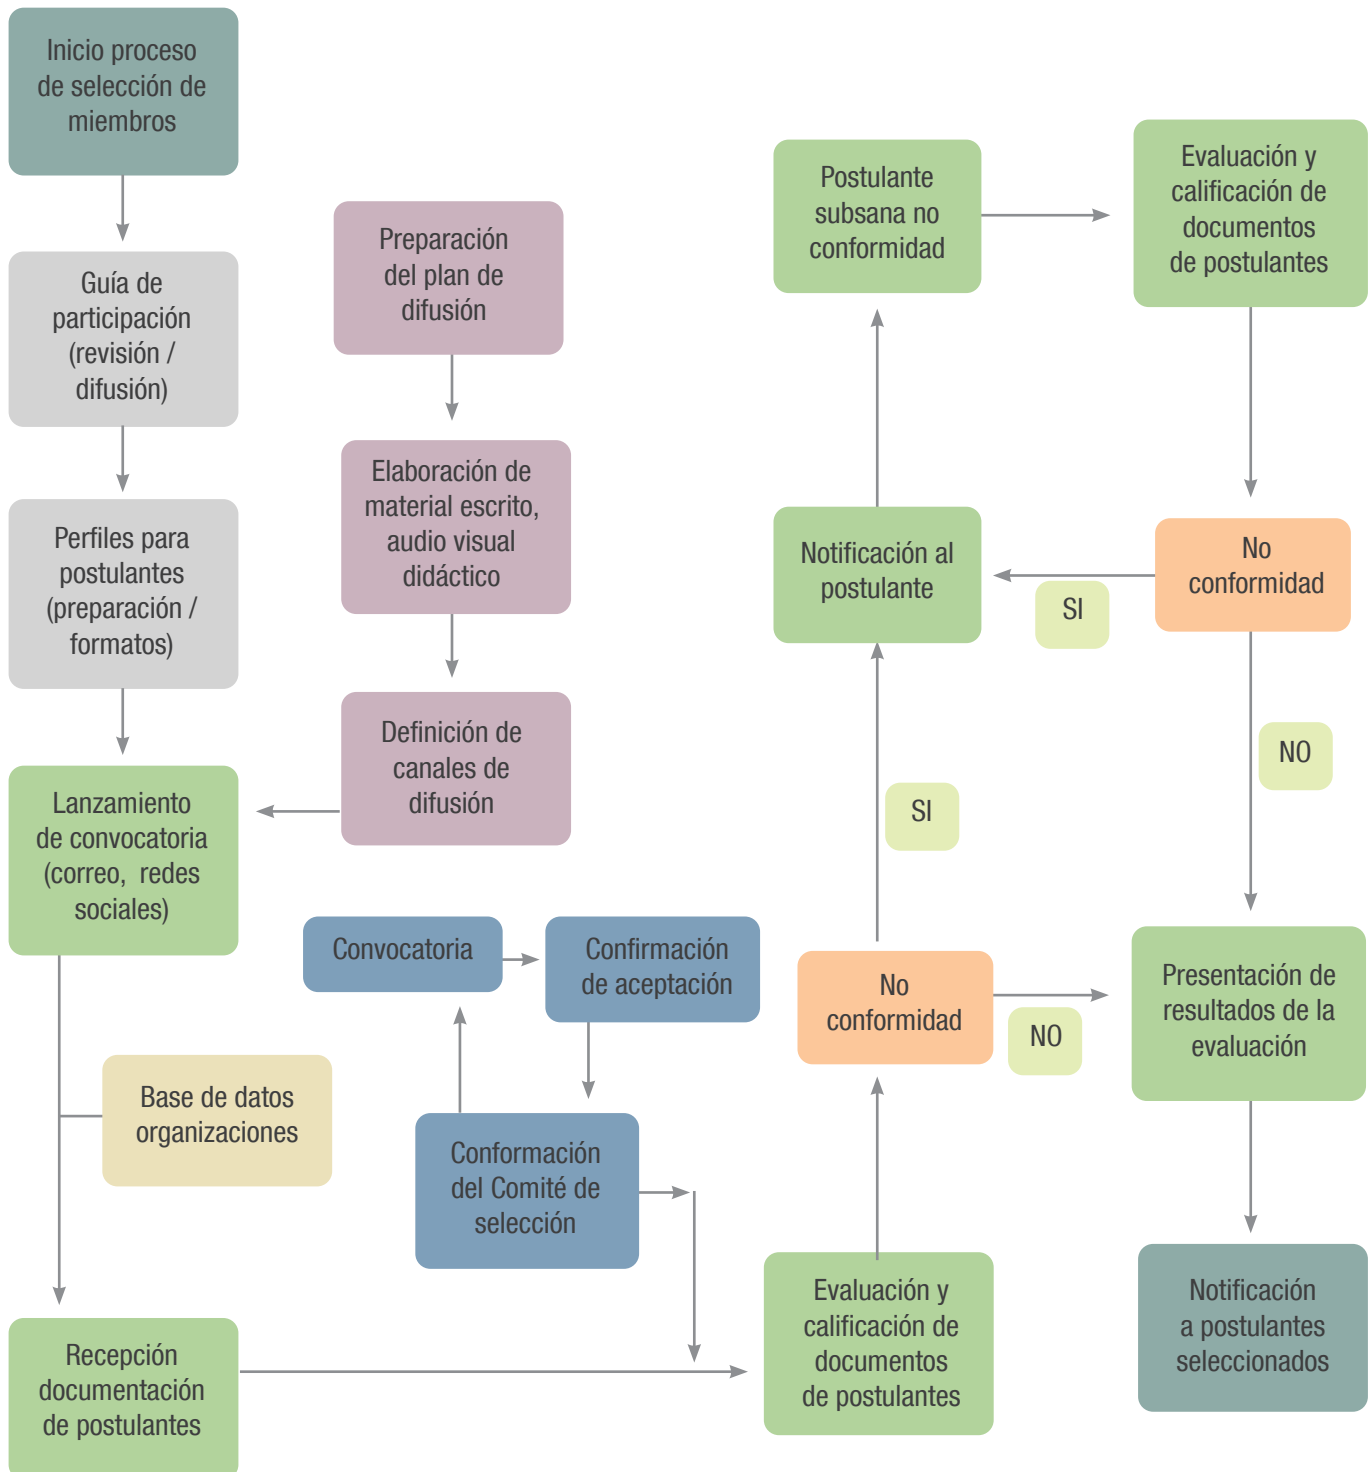 Inicio proceso
de selección de
miembros
Guía de
participación
(revisión /
difusión)
Perfiles para
postulantes
(preparación /
formatos)
Lanzamiento
de convocatoria
(correo, redes
sociales)
Base de datos
organizaciones
Recepción
documentación
de postulantes
Preparación
del plan de
difusión
Elaboración de
material escrito,
audio visual
didáctico
Definición de
canales de
difusión
Convocatoria
Confirmación
de aceptación
Conformación
del Comité de
selección
Evaluación y
calificación de
documentos
de postulantes
No
conformidad
SI
NO
Notificación al
postulante
Postulante
subsana no
conformidad
Evaluación y
calificación de
documentos
de postulantes
No
conformidad
SI
NO
Presentación de
resultados de la
evaluación
Notificación
a postulantes
seleccionados